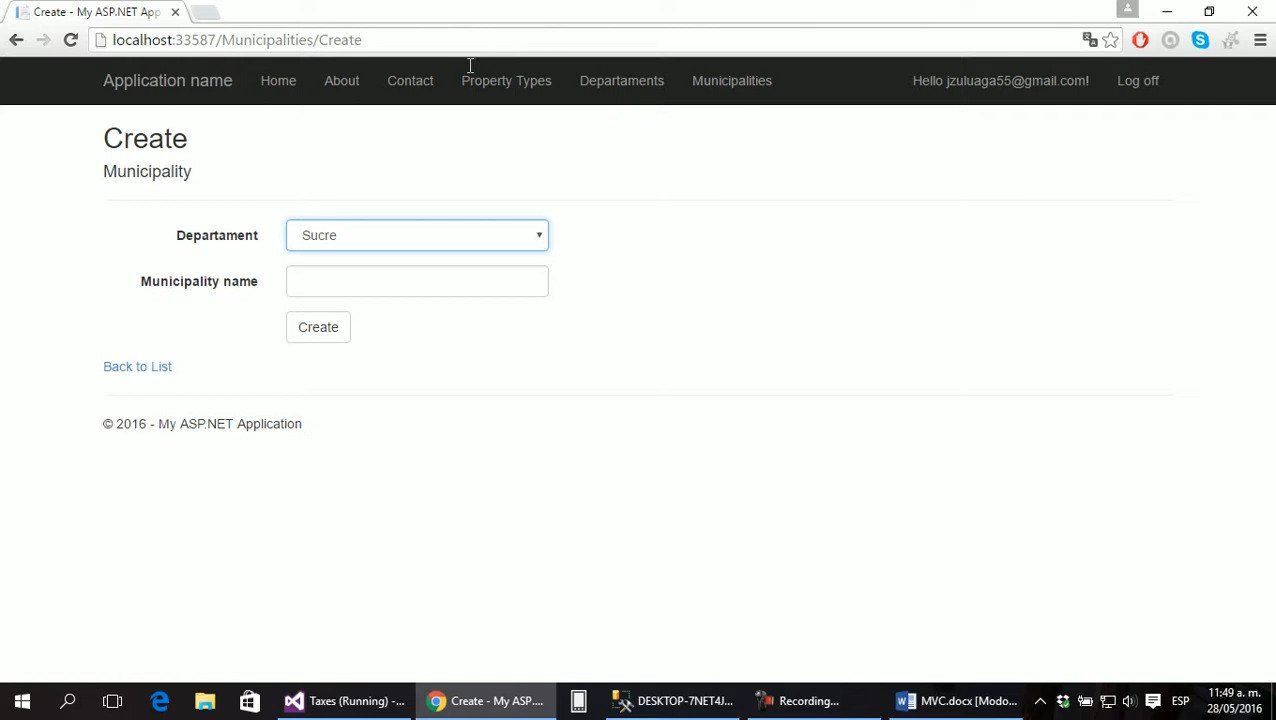 Create - My ASP.NET App
localhost:33587/Municipalities/Create
Application name Home About Contact Property Types Departaments Municipalities Hello jzuluaga55@gmail.com! Log off
Create
Municipality
Departament Sucre
Municipality name
Create
Back to List
© 2016 - My ASP.NET Application
Taxes (Running) -... Create - My ASP.... DESKTOP-7NET4J... Recording... MVC.docx [Modo... ESP 11:49 a. m.
28/05/2016